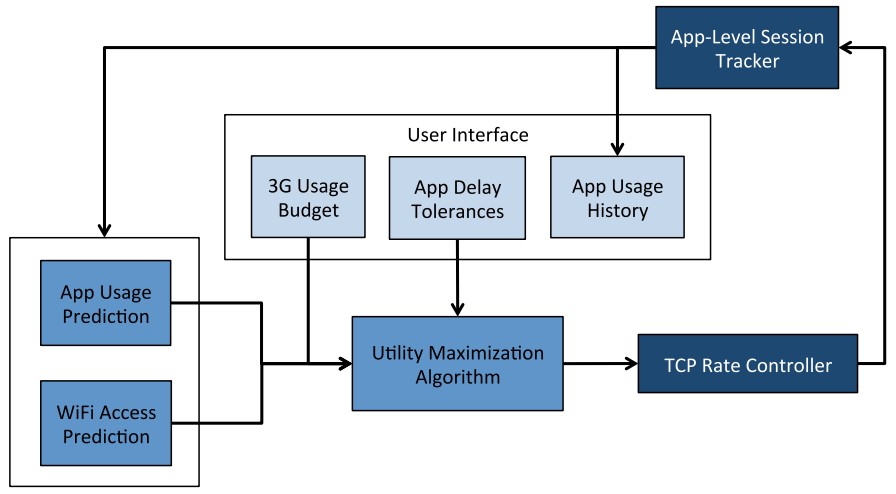 App-Level Session
Tracker
User Interface
3G Usage
Budget
App Delay
Tolerances
App Usage
History
App Usage
Prediction
WiFi Access
Prediction
Utility Maximization
Algorithm
TCP Rate Controller